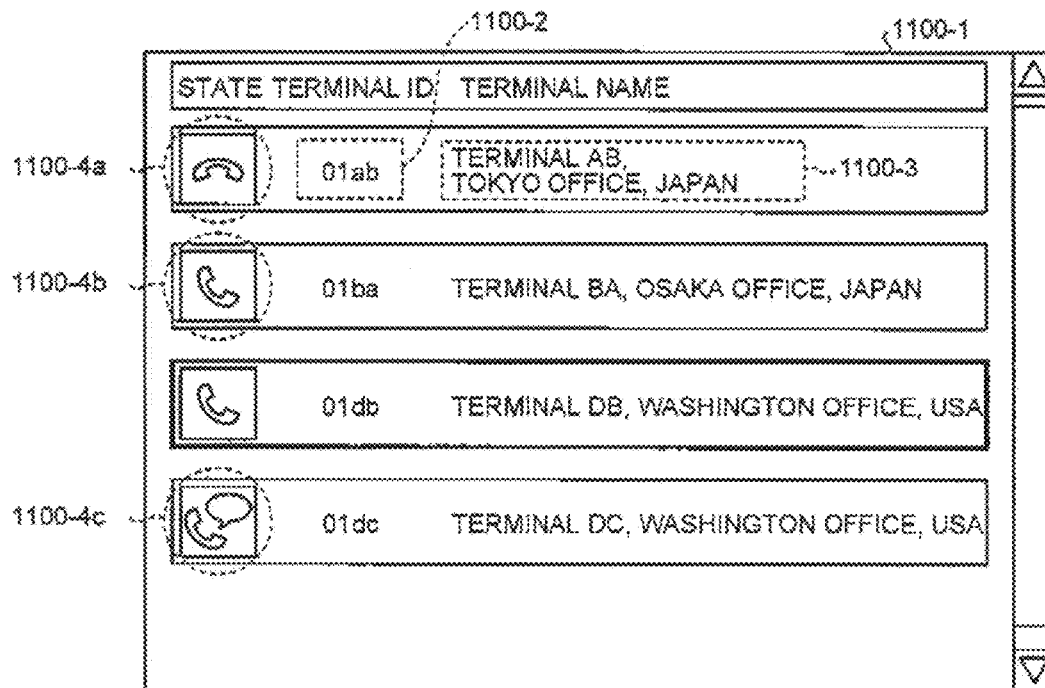 1100-2
1100-1
STATE TERMINAL ID TERMINAL NAME
1100-4a
01ab
TERMINAL AB,
TOKYO OFFICE, JAPAN
1100-3
1100-4b
01ba
TERMINAL BA, OSAKA OFFICE, JAPAN
01db
TERMINAL DB, WASHINGTON OFFICE, USA
1100-4c
01dc
TERMINAL DC, WASHINGTON OFFICE, USA